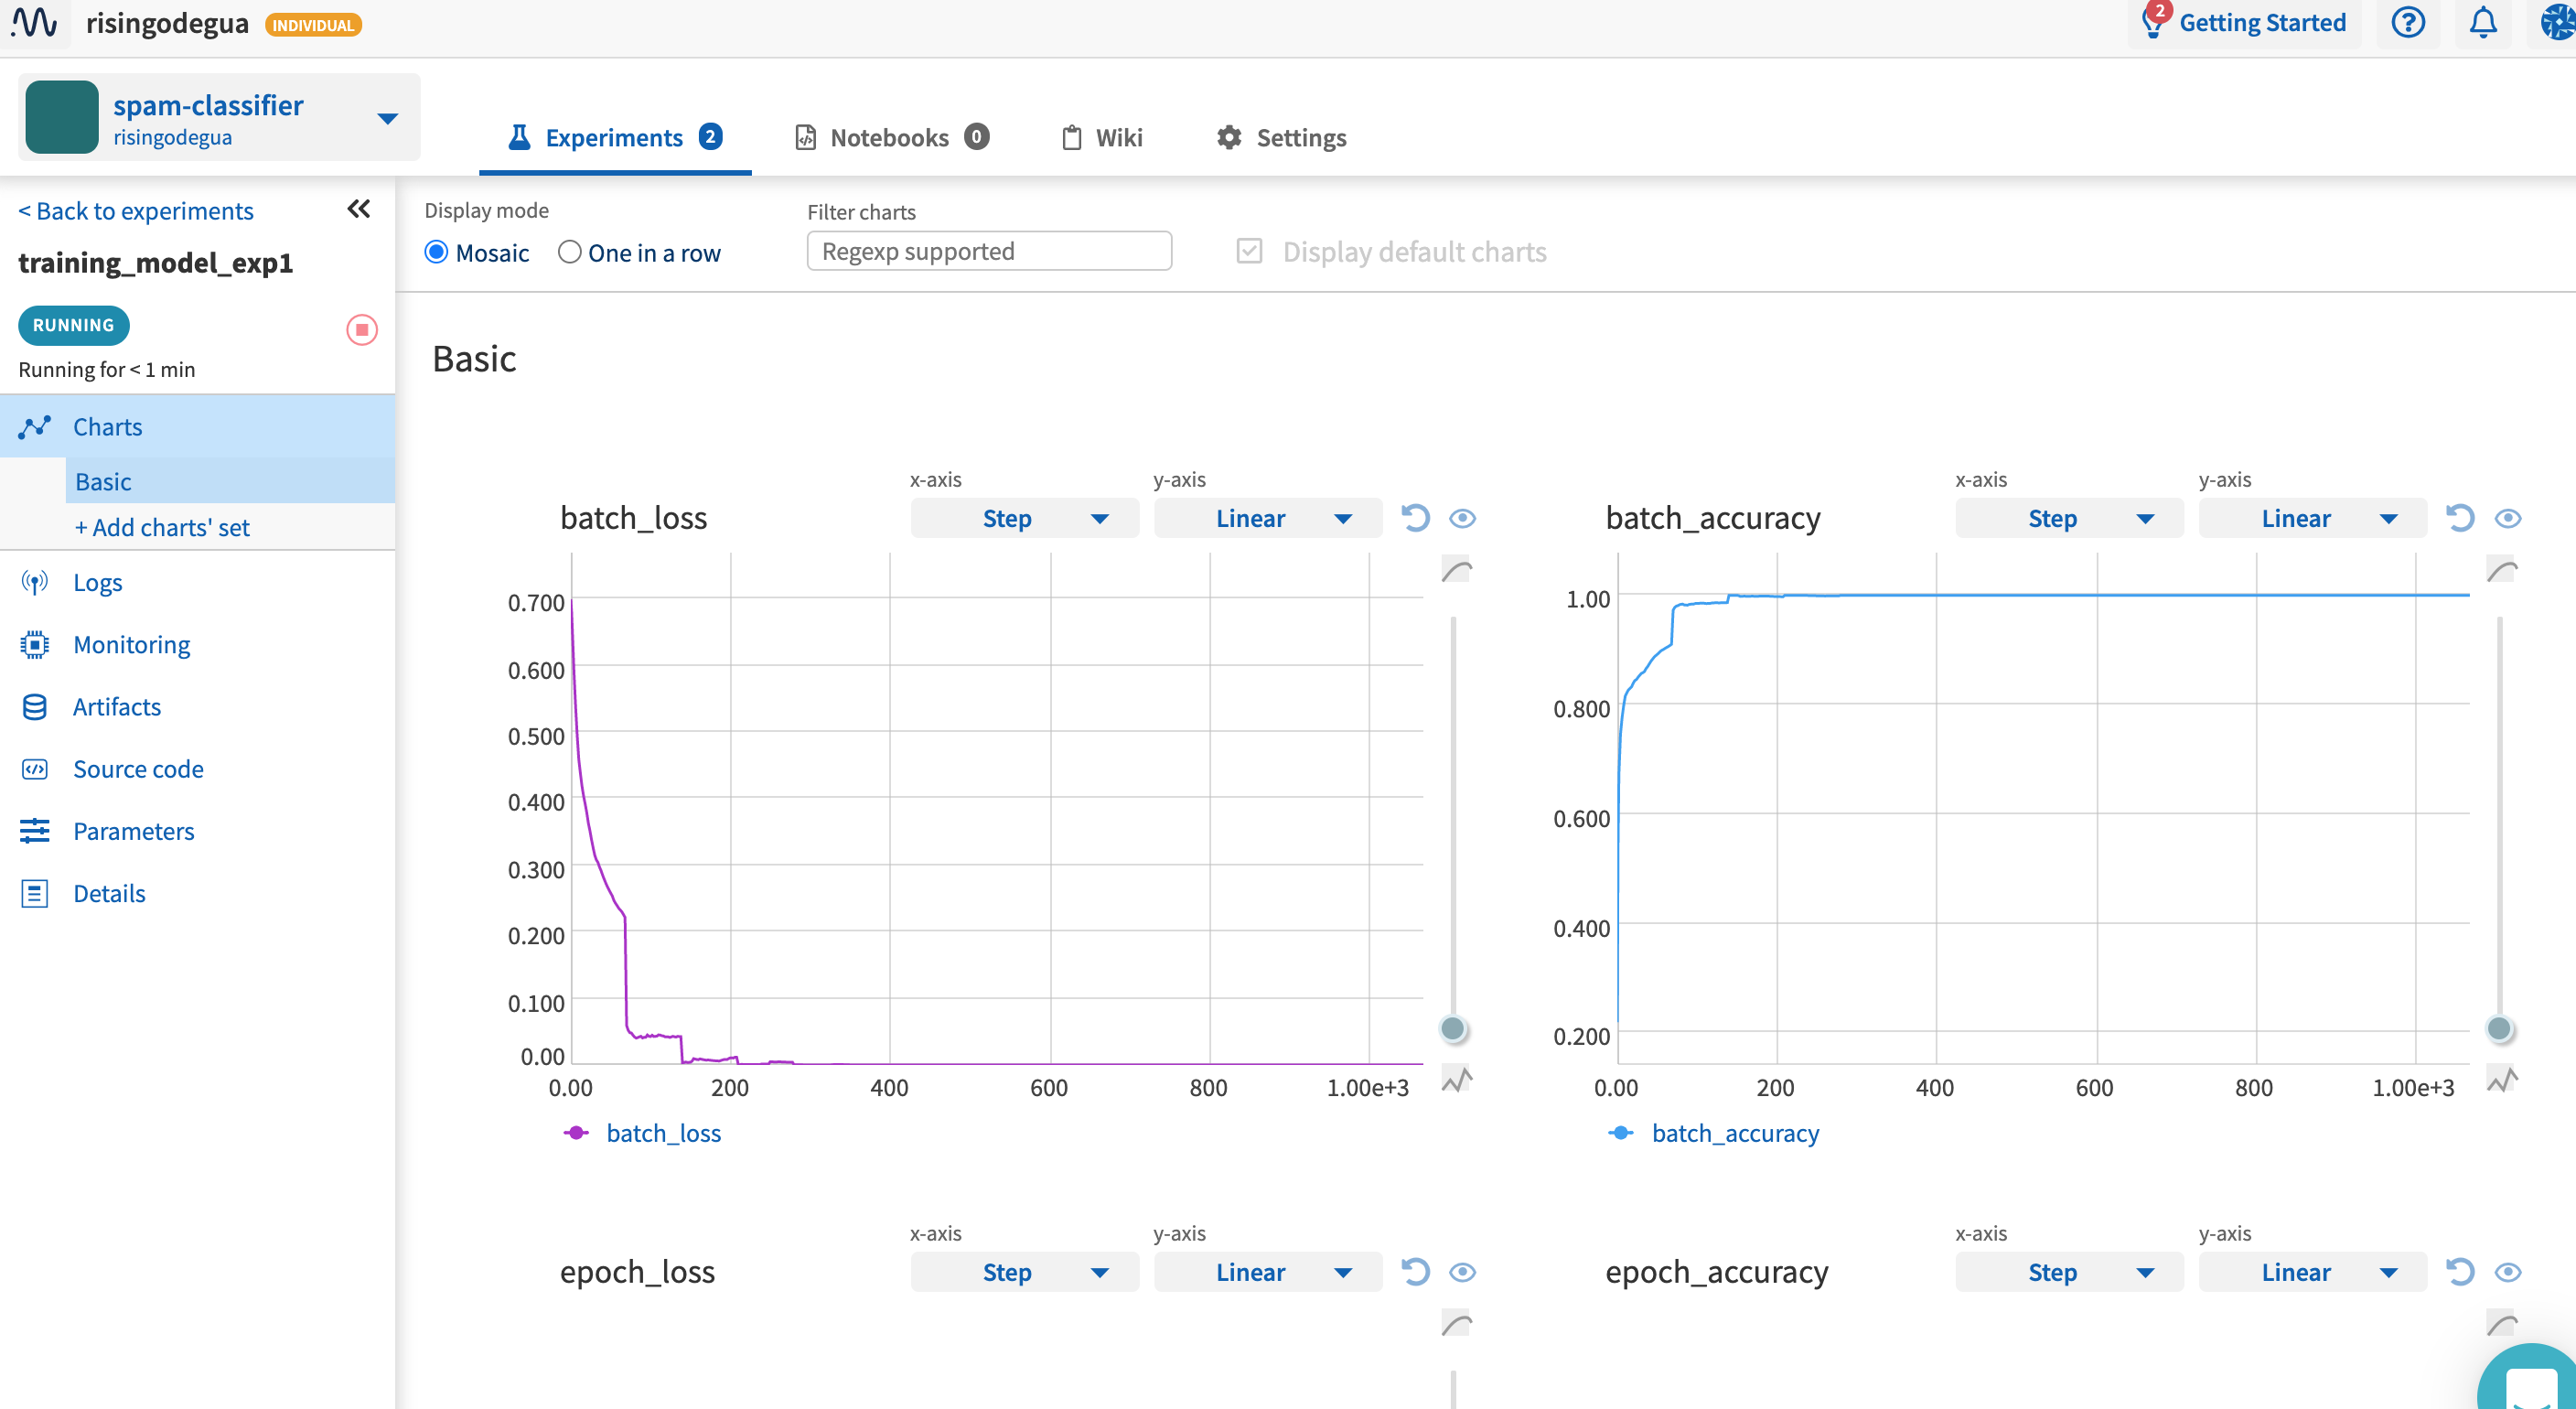 risingodegua INDIVIDUAL
2 Getting Started
spam-classifier
risingodegua
Experiments 2 Notebooks 0 Wiki Settings
< Back to experiments
training_model_exp1
RUNNING
Running for < 1 min
Charts
Basic
+ Add charts' set
Logs
Monitoring
Artifacts
Source code
Parameters
Details
Display mode
Mosaic One in a row
Filter charts
Regexp supported
Display default charts
Basic
batch_loss
x-axis
Step
y-axis
Linear
0.700
0.600
0.500
0.400
0.300
0.200
0.100
0.00
0.00 200 400 600 800 1.00e+3
batch_loss
batch_accuracy
x-axis
Step
y-axis
Linear
1.00
0.800
0.600
0.400
0.200
0.00 200 400 600 800 1.00e+3
batch_accuracy
epoch_loss
x-axis
Step
y-axis
Linear
epoch_accuracy
x-axis
Step
y-axis
Linear